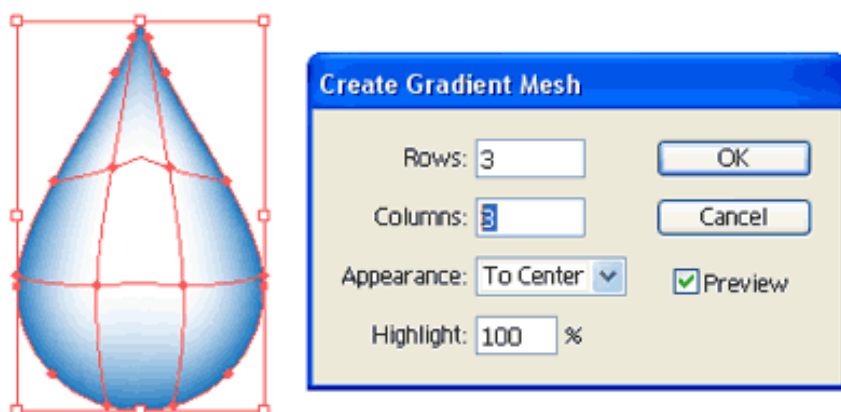 Create Gradient Mesh
Rows: 3
OK
Columns: 3
Cancel
Appearance: To Center
Preview
Highlight: 100 %